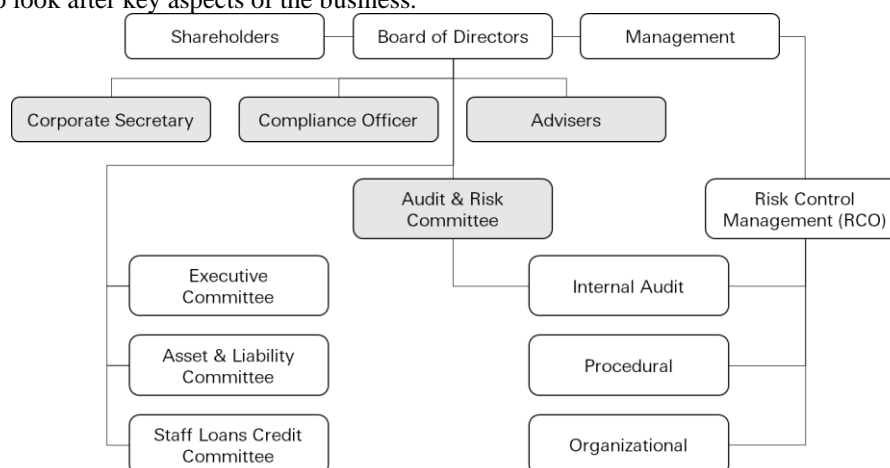 o look after key aspects of the business.
Shareholders
Board of Directors
Management
Corporate Secretary
Compliance Officer
Advisers
Audit & Risk
Committee
Risk Control
Management (RCO)
Executive
Committee
Internal Audit
Asset & Liability
Committee
Procedural
Staff Loans Credit
Committee
Organizational